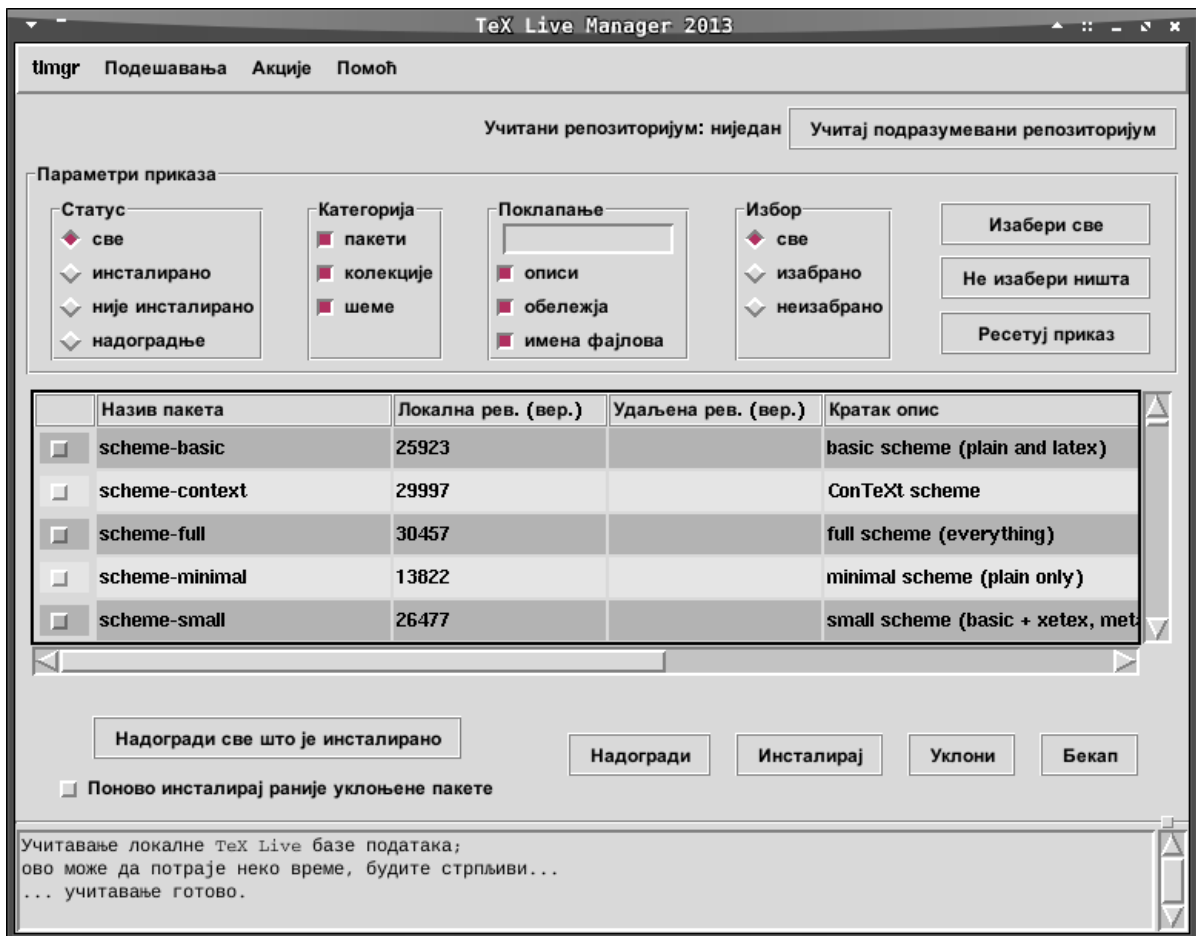 TeX Live Manager 2013
tlmgr Подешавања Акције Помоћ
Учитани репозиторијум: ниједан Учитај подразумевани репозиторијум
Параметри приказа
Статус Категорија Поклапање Избор
све пакети све Изабери све
инсталирано колекције описи изабрано Не изабери ништа
није инсталирано шеме обележја неизабрано
надоградње имена фајлова Ресетуј приказ
Назив пакета Локална рев. (вер.) Удаљена рев. (вер.) Кратак опис
scheme-basic 25923 basic scheme (plain and latex)
scheme-context 29997 ConTeXt scheme
scheme-full 30457 full scheme (everything)
scheme-minimal 13822 minimal scheme (plain only)
scheme-small 26477 small scheme (basic + xetex, meta
Надогради све што је инсталирано
Надогради Инсталирај Уклони Бекап
Поново инсталирај раније уклоњене пакете
Учитавање локалне TeX Live базе података;
ово може да потраје неко време, будите стрпљиви...
... учитавање готово.